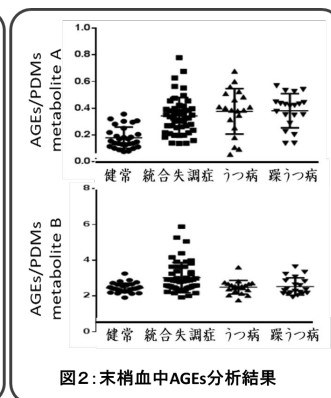 AGEs/PDMs
metabolite A
1.0
0.8
0.6
0.4
0.2
0.0
健常 統合失調症 うつ病 躁うつ病
AGEs/PDMs
metabolite B
8
6
4
2
0
健常 統合失調症 うつ病 躁うつ病
図2:末梢血中AGEs分析結果